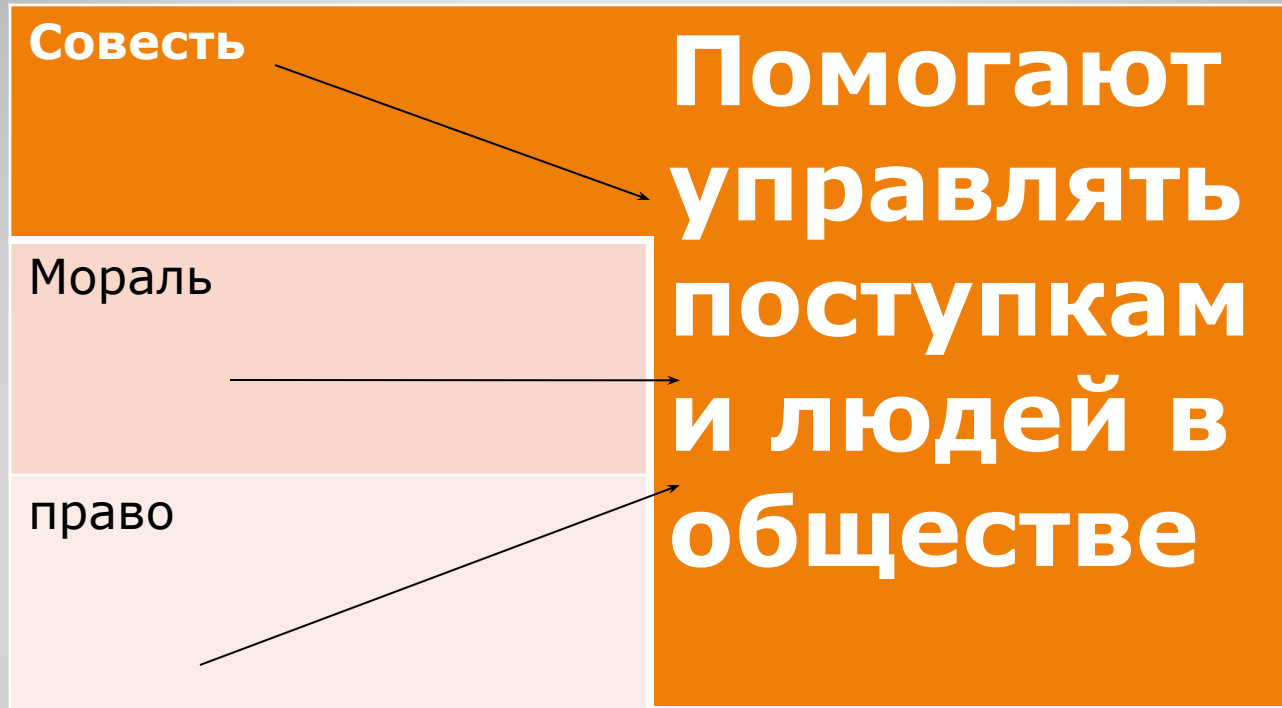 Совесть
Мораль
право
Помогают
управлять
поступкам
и людей в
обществе